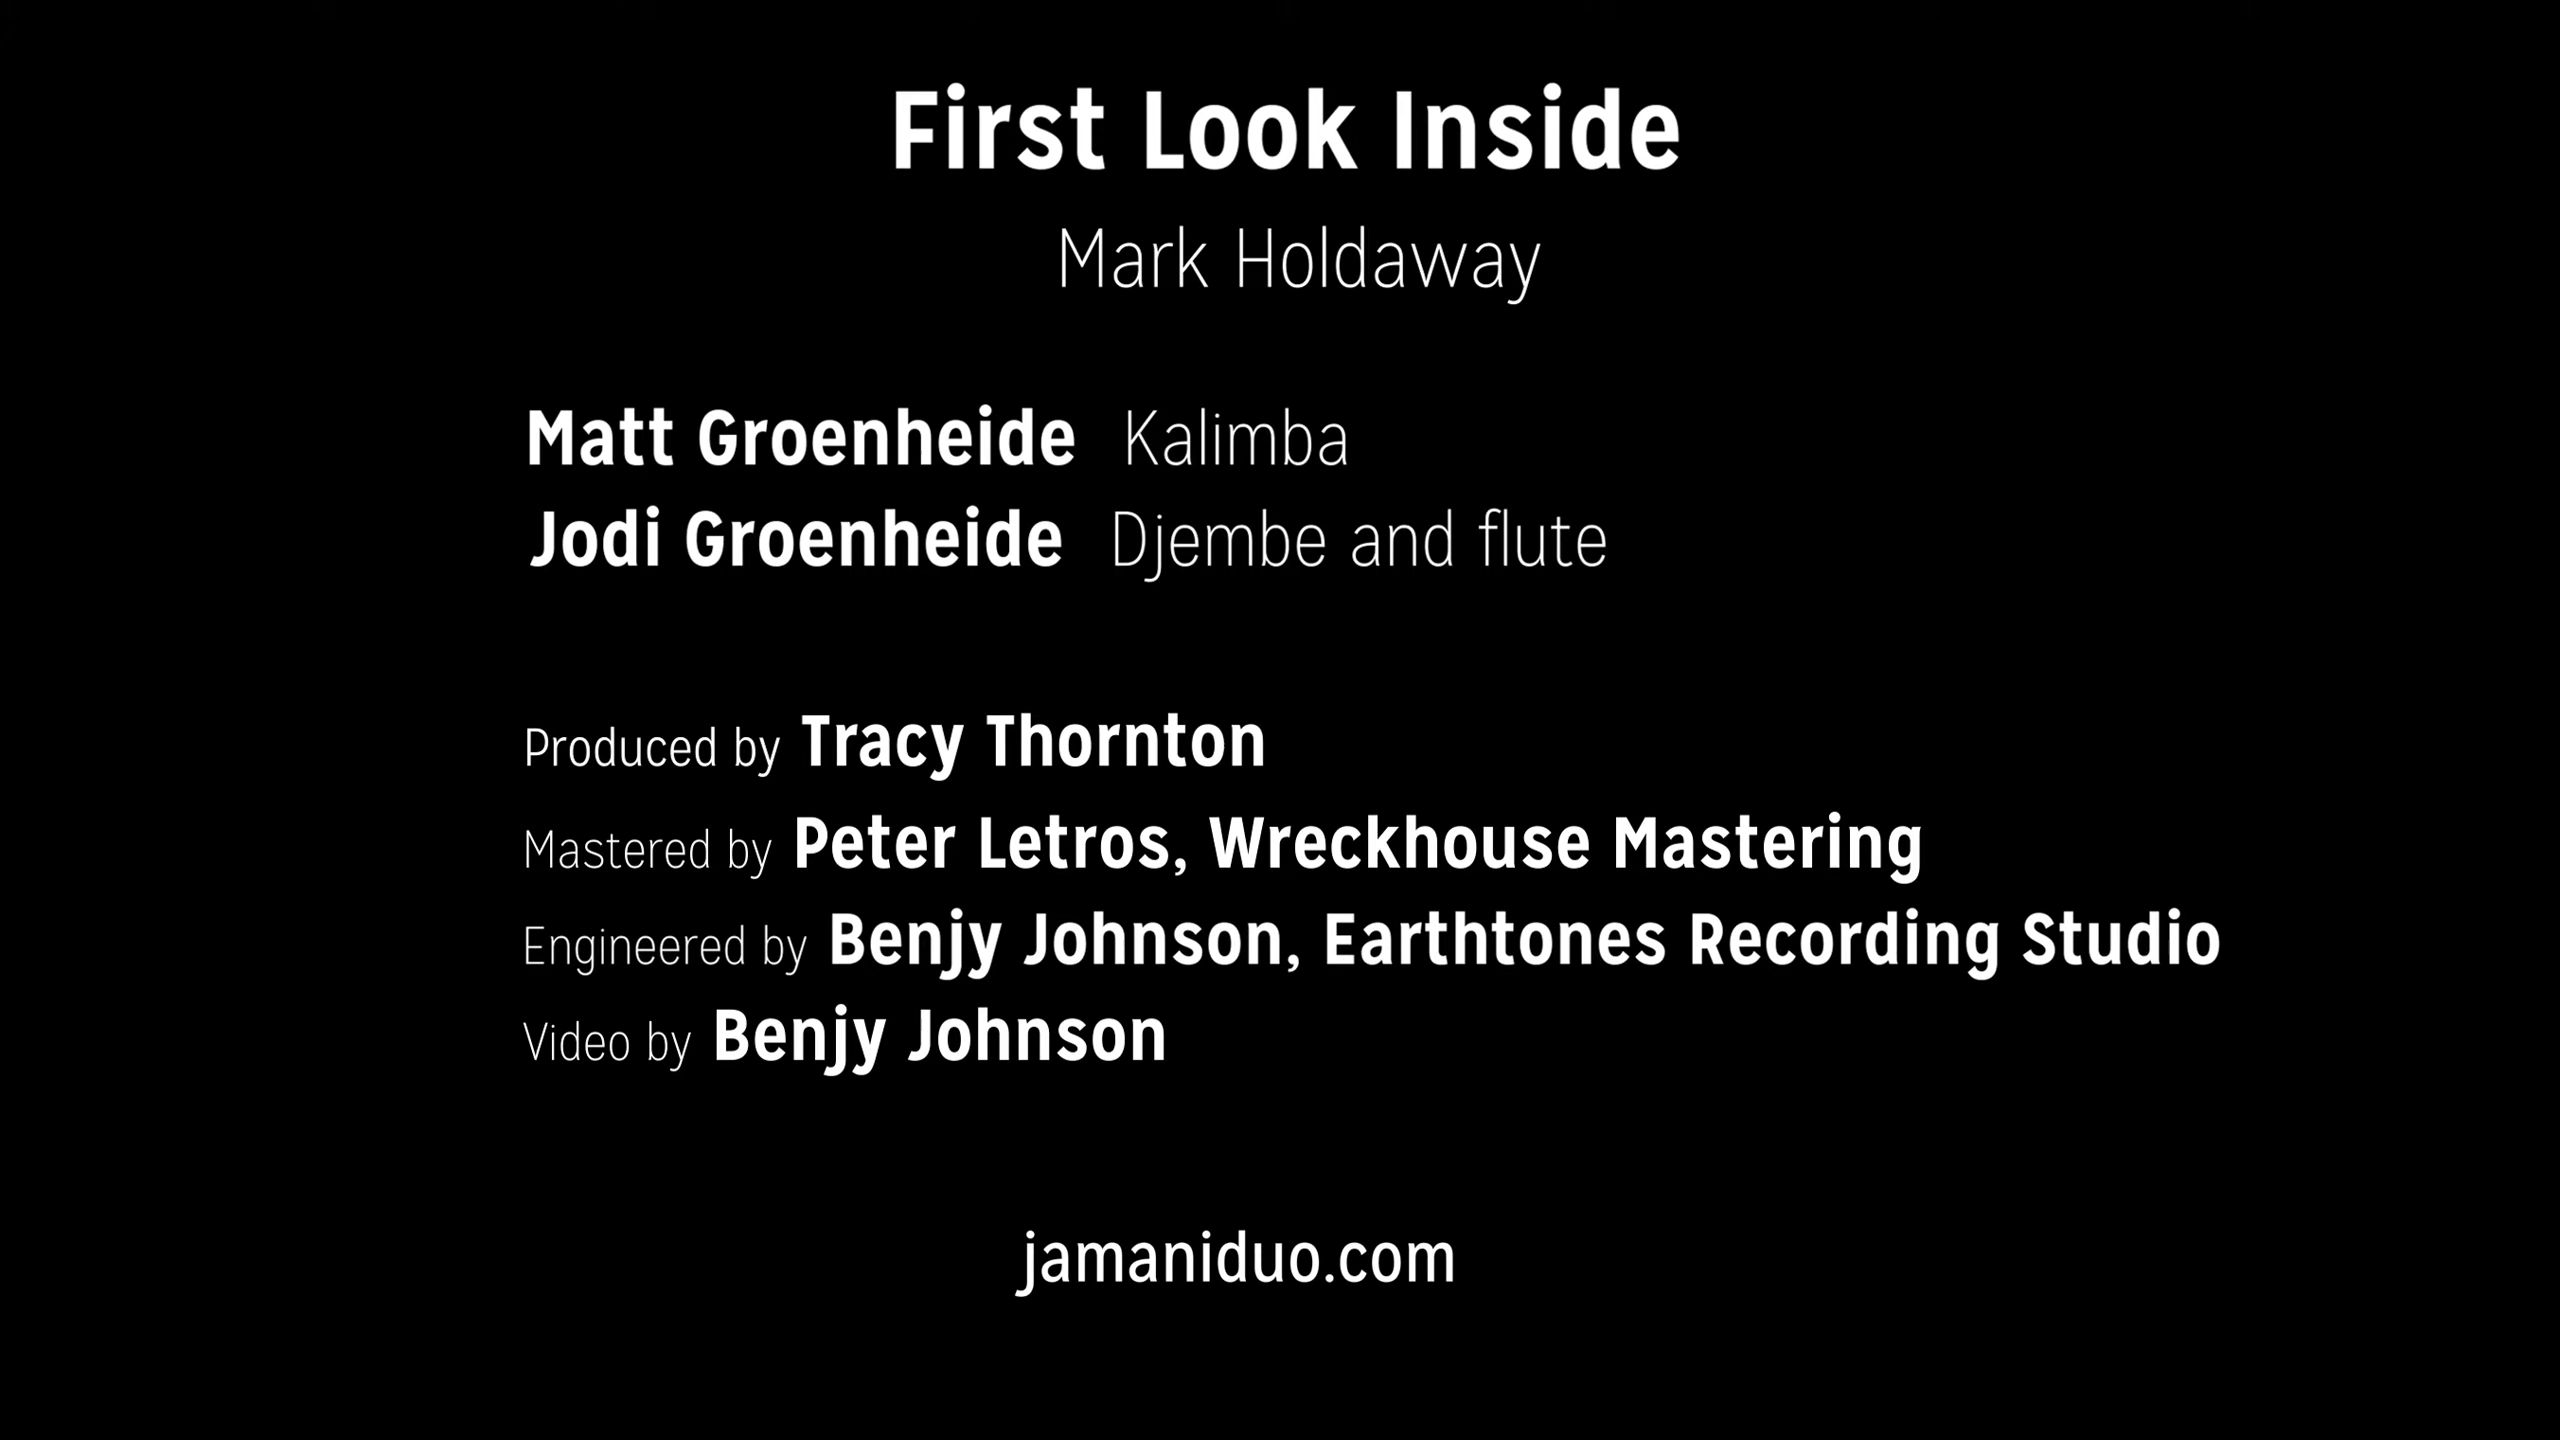 First Look Inside
Mark Holdaway
Matt Groenheide Kalimba
Jodi Groenheide Djembe and flute
Produced by Tracy Thornton
Mastered by Peter Letros, Wreckhouse Mastering
Engineered by Benjy Johnson, Earthtones Recording Studio
Video by Benjy Johnson
jamaniduo.com